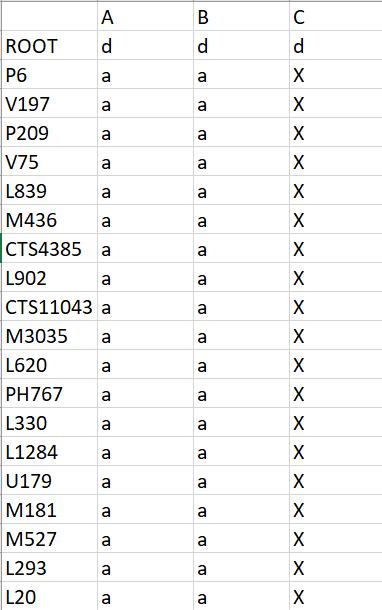 A B C
ROOT d d d
P6 a a X
V197 a a X
P209 a a X
V75 a a X
L839 a a X
M436 a a X
CTS4385 a a X
L902 a a X
CTS11043 a a X
M3035 a a X
L620 a a X
PH767 a a X
L330 a a X
L1284 a a X
U179 a a X
M181 a a X
M527 a a X
L293 a a X
L20 a a X